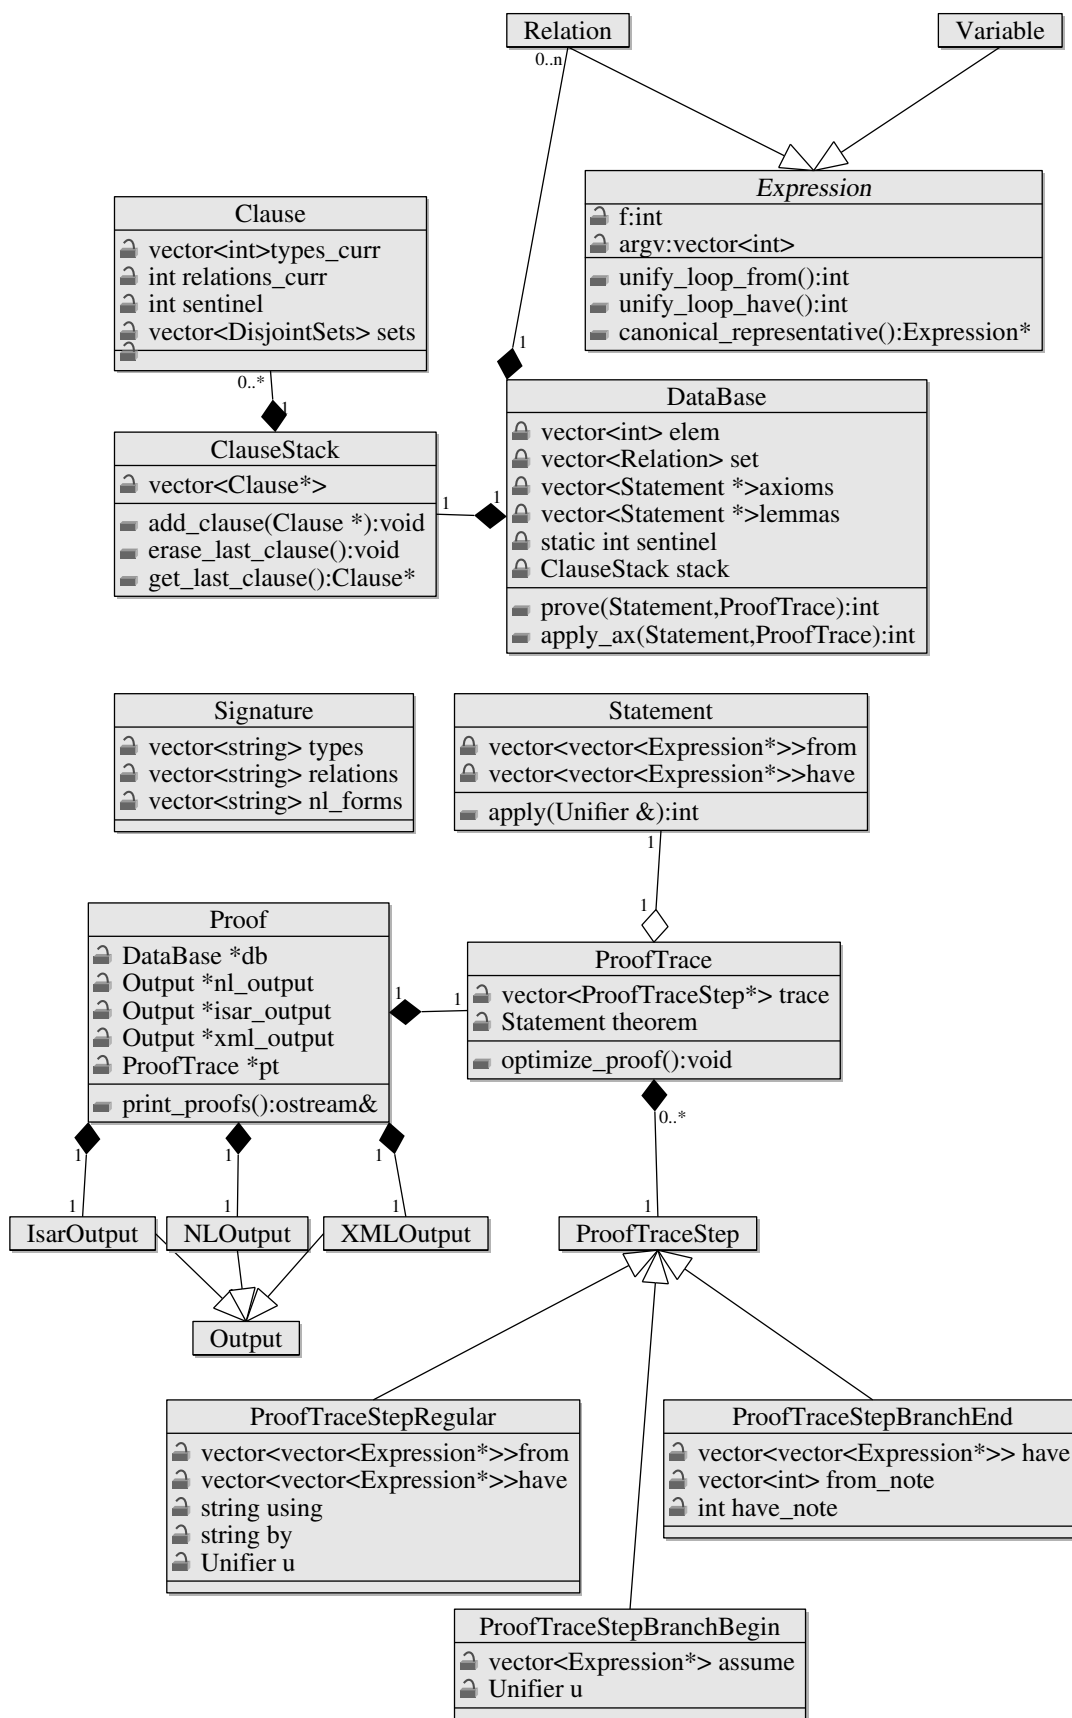 Relation
Variable
0..n
Expression
f:int
argv:vector<int>
unify_loop_from():int
unify_loop_have():int
canonical_representative():Expression*
Clause
vector<int>types_curr
int relations_curr
int sentinel
vector<DisjointSets> sets
0..*
1
1
DataBase
vector<int> elem
vector<Relation> set
vector<Statement *>axioms
vector<Statement *>lemmas
static int sentinel
ClauseStack stack
prove(Statement,ProofTrace):int
apply_ax(Statement,ProofTrace):int
ClauseStack
vector<Clause*>
add_clause(Clause *):void
erase_last_clause():void
get_last_clause():Clause*
1
1
Signature
vector<string> types
vector<string> relations
vector<string> nl_forms
Statement
vector<vector<Expression*>>from
vector<vector<Expression*>>have
apply(Unifier &):int
1
1
Proof
DataBase *db
Output *nl_output
Output *isar_output
Output *xml_output
ProofTrace *pt
print_proofs():ostream&
1
1
ProofTrace
vector<ProofTraceStep*> trace
Statement theorem
optimize_proof():void
0..*
1
1
1
1
1
1
1
IsarOutput
NLOutput
XMLOutput
ProofTraceStep
Output
ProofTraceStepRegular
vector<vector<Expression*>>from
vector<vector<Expression*>>have
string using
string by
Unifier u
ProofTraceStepBranchEnd
vector<vector<Expression*>> have
vector<int> from_note
int have_note
ProofTraceStepBranchBegin
vector<Expression*> assume
Unifier u